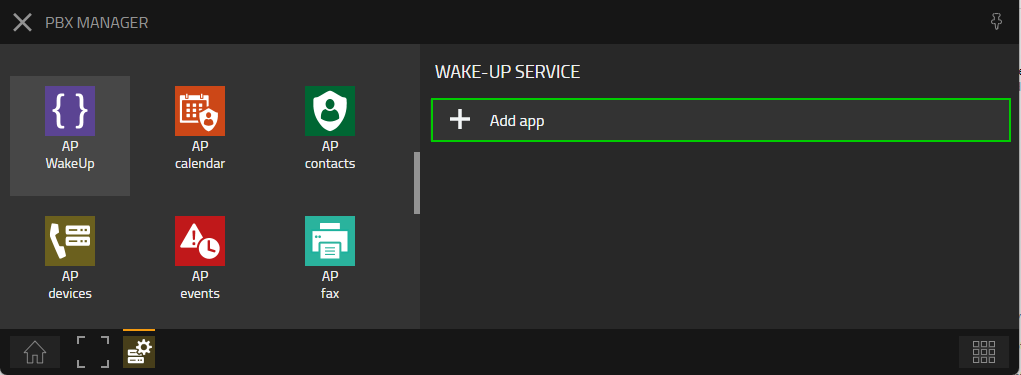 PBX MANAGER
WAKE-UP SERVICE
Add app
AP
WakeUp
AP
calendar
AP
contacts
AP
devices
AP
events
AP
fax